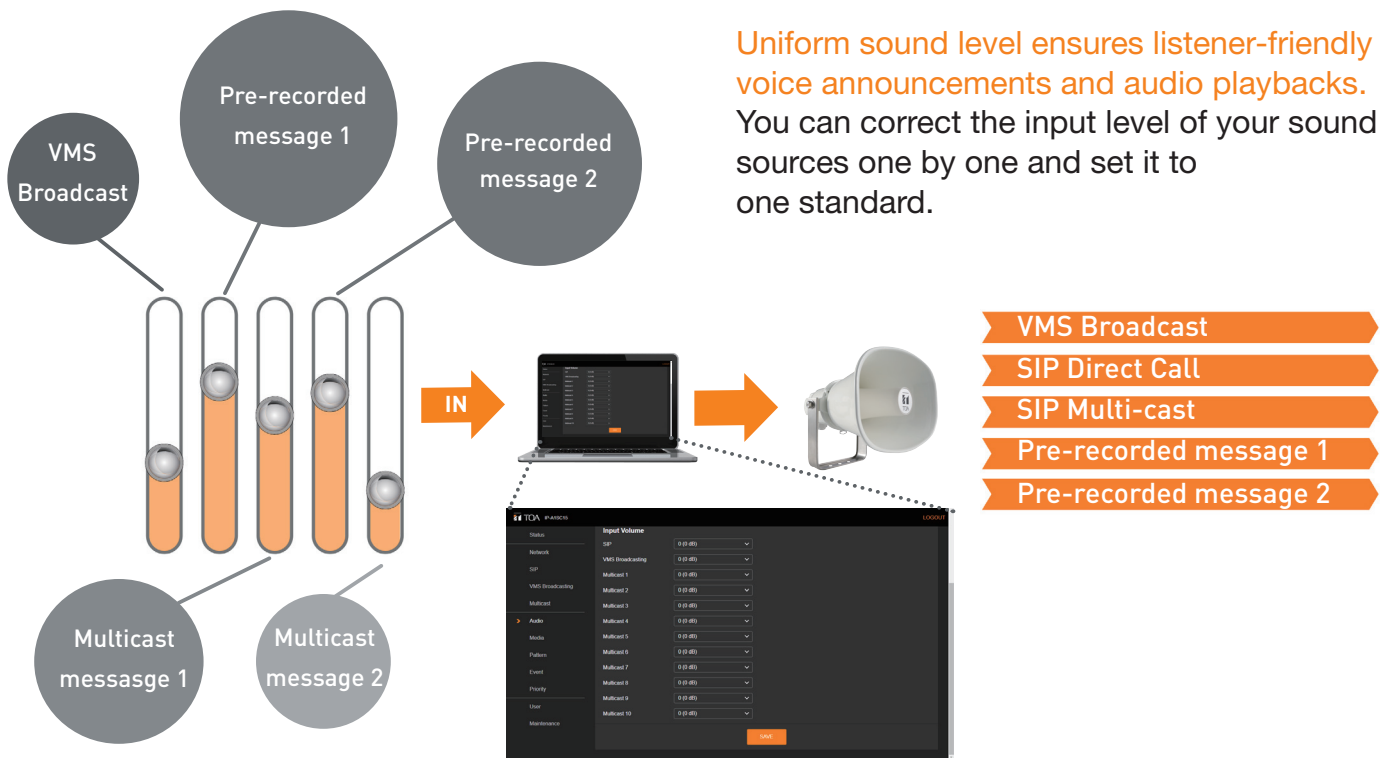 Uniform sound level ensures listener-friendly
voice announcements and audio playbacks.
You can correct the input level of your sound
sources one by one and set it to
one standard.
VMS
Broadcast
Pre-recorded
message 1
Pre-recorded
message 2
IN
TOA
VMS Broadcast
SIP Direct Call
SIP Multi-cast
Pre-recorded message 1
Pre-recorded message 2
Multicast
messasge 1
Multicast
message 2
TOA IP-A1SC15
LOGOUT
Status
Network
SIP
VMS Broadcasting
Multicast
Audio
Media
Pattern
Event
Priority
User
Maintenance
Input Volume
SIP 0 (0 dB)
VMS Broadcasting 0 (0 dB)
Multicast 1 0 (0 dB)
Multicast 2 0 (0 dB)
Multicast 3 0 (0 dB)
Multicast 4 0 (0 dB)
Multicast 5 0 (0 dB)
Multicast 6 0 (0 dB)
Multicast 7 0 (0 dB)
Multicast 8 0 (0 dB)
Multicast 9 0 (0 dB)
Multicast 10 0 (0 dB)
SAVE